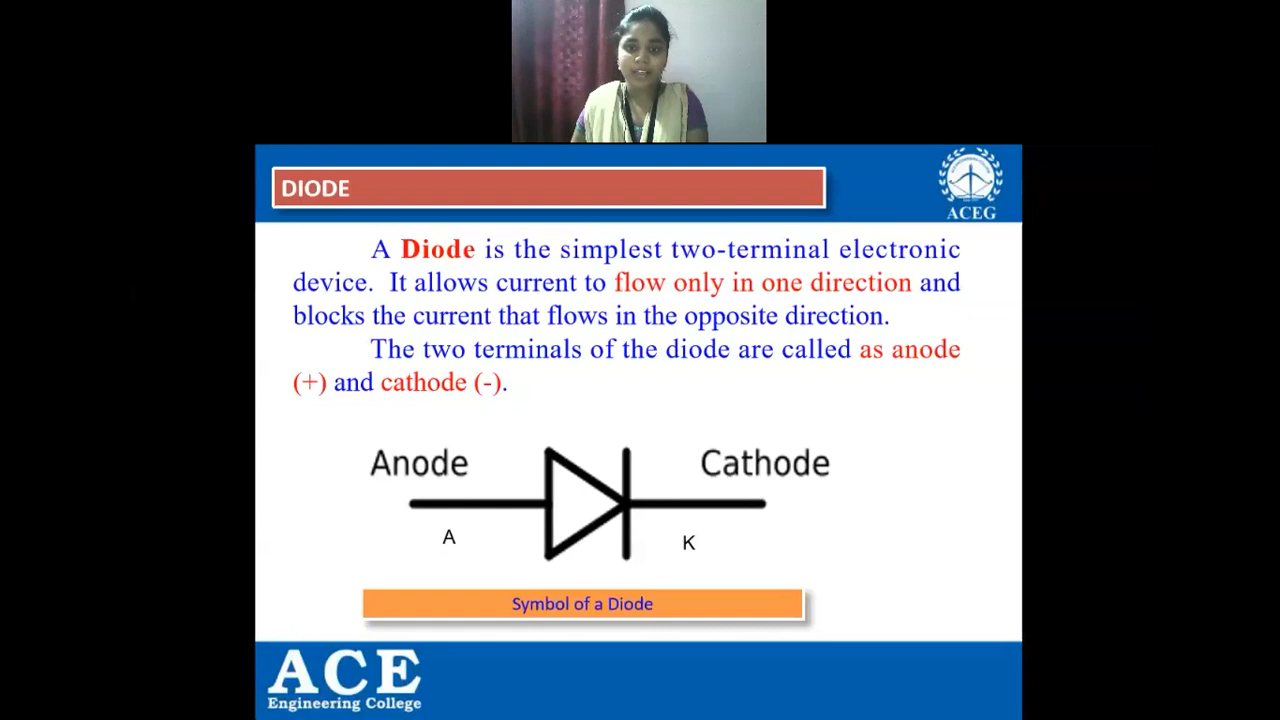 DIODE
ACEG
A Diode is the simplest two-terminal electronic
device. It allows current to flow only in one direction and
blocks the current that flows in the opposite direction.
The two terminals of the diode are called as anode
(+) and cathode (-).
Anode
Cathode
A
K
Symbol of a Diode
ACE
Engineering College